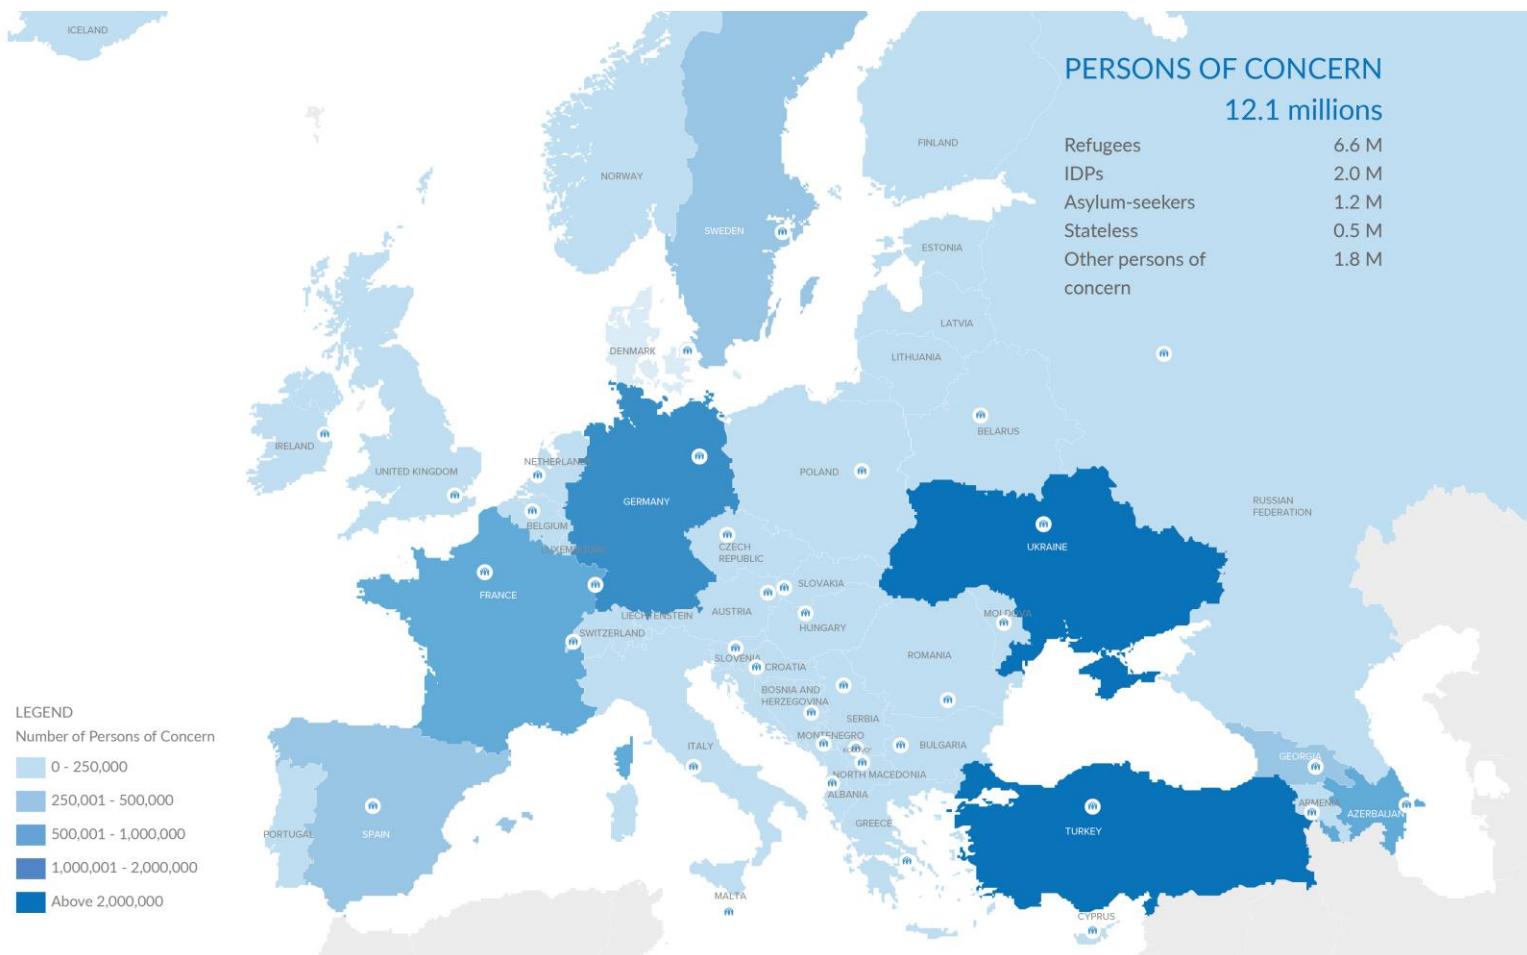 ICELAND
PERSONS OF CONCERN
12.1 millions
Refugees 6.6 M
IDPs 2.0 M
Asylum-seekers 1.2 M
Stateless 0.5 M
Other persons of 1.8 M
concern
FINLAND
NORWAY
SWEDEN
ESTONIA
LATVIA
DENMARK
LITHUANIA
BELARUS
IRELAND
UNITED KINGDOM
NETHERLANDS
POLAND
GERMANY
RUSSIAN
FEDERATION
BELGIUM
LUXEMBOURG
UKRAINE
CZECH
REPUBLIC
SLOVAKIA
FRANCE
AUSTRIA
LIECHTENSTEIN
MOLDOVA
HUNGARY
SWITZERLAND
SLOVENIA
CROATIA
ROMANIA
BOSNIA AND
HERZEGOVINA
SERBIA
MONTENEGRO
ITALY
BULGARIA
GEORGIA
NORTH MACEDONIA
ALBANIA
ARMENIA
AZERBAIJAN
GREECE
TURKEY
PORTUGAL
SPAIN
MALTA
CYPRUS
LEGEND
Number of Persons of Concern
0 - 250,000
250,001 - 500,000
500,001 - 1,000,000
1,000,001 - 2,000,000
Above 2,000,000